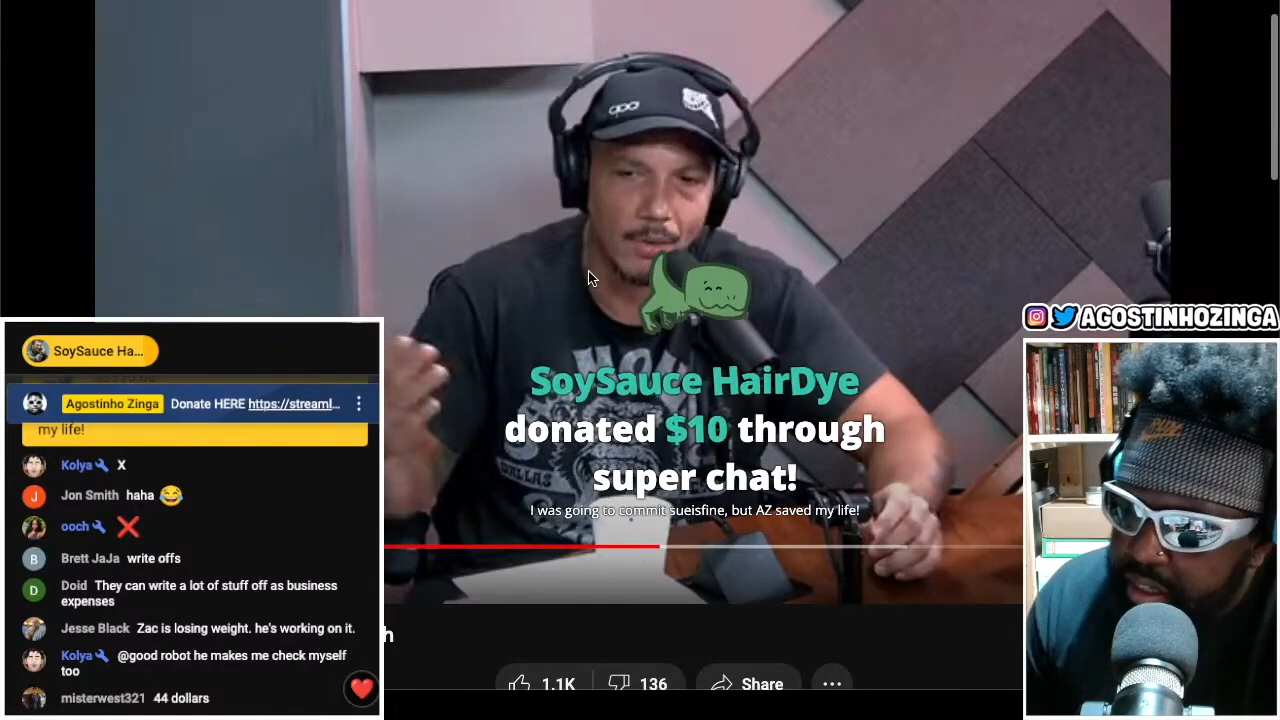 apa
HOW
DALLAS
SoySauce HairDye
donated $10 through
super chat!
I was going to commit sueisfine, but AZ saved my life!
AGOSTINHOZINGA
SoySauce Ha...
Agostinho Zinga Donate HERE https://streaml...
my life!
Kolya X
Jon Smith haha 😂
ooch ❌
Brett JaJa write offs
Doid They can write a lot of stuff off as business
expenses
Jesse Black Zac is losing weight. he's working on it.
Kolya @good robot he makes me check myself
too
misterwest321 44 dollars
h
1.1K 136 Share